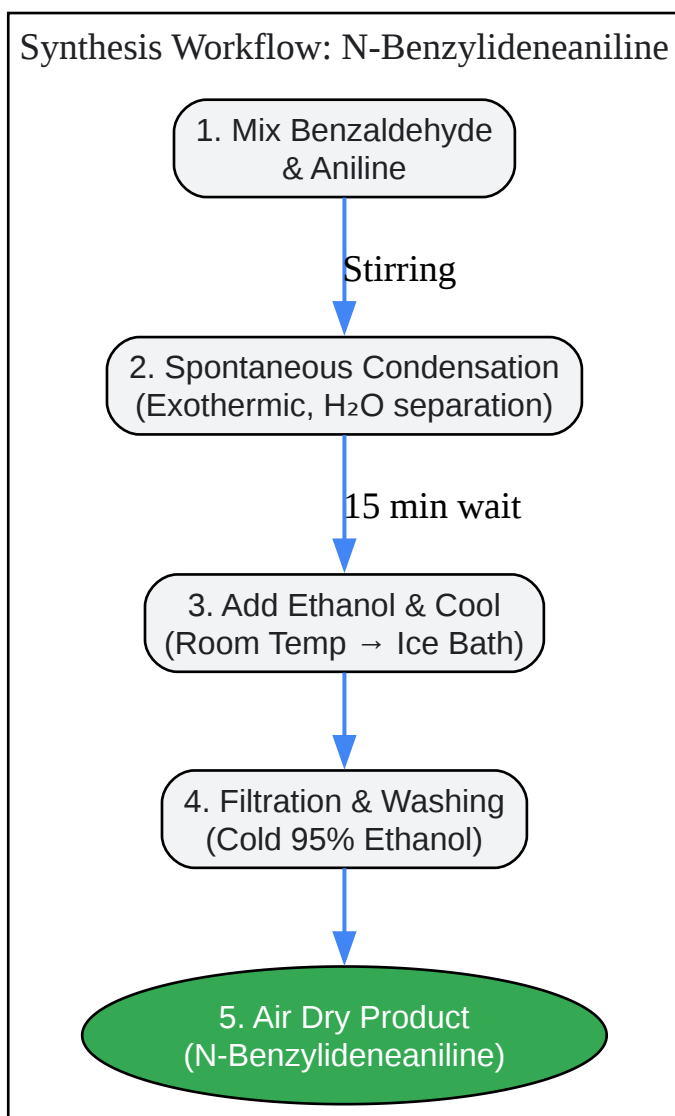 Synthesis Workflow: N-Benzylideneaniline
1. Mix Benzaldehyde
& Aniline
Stirring
2. Spontaneous Condensation
(Exothermic, H₂O separation)
15 min wait
3. Add Ethanol & Cool
(Room Temp → Ice Bath)
4. Filtration & Washing
(Cold 95% Ethanol)
5. Air Dry Product
(N-Benzylideneaniline)